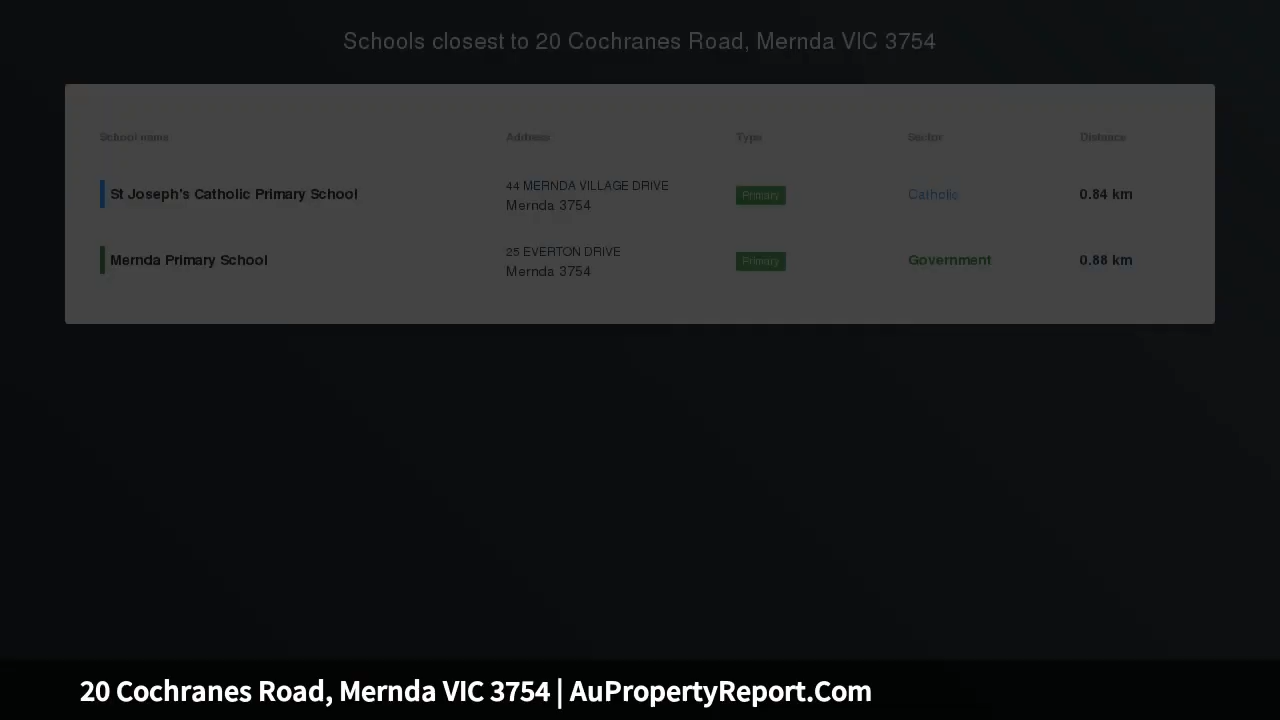 Schools closest to 20 Cochranes Road, Mernda VIC 3754
School name Address Type Sector Distance
St Joseph's Catholic Primary School 44 MERNDA VILLAGE DRIVE Mernda 3754 Primary Catholic 0.84 km
Mernda Primary School 25 EVERTON DRIVE Mernda 3754 Primary Government 0.88 km
20 Cochranes Road, Mernda VIC 3754 | AuPropertyReport.Com